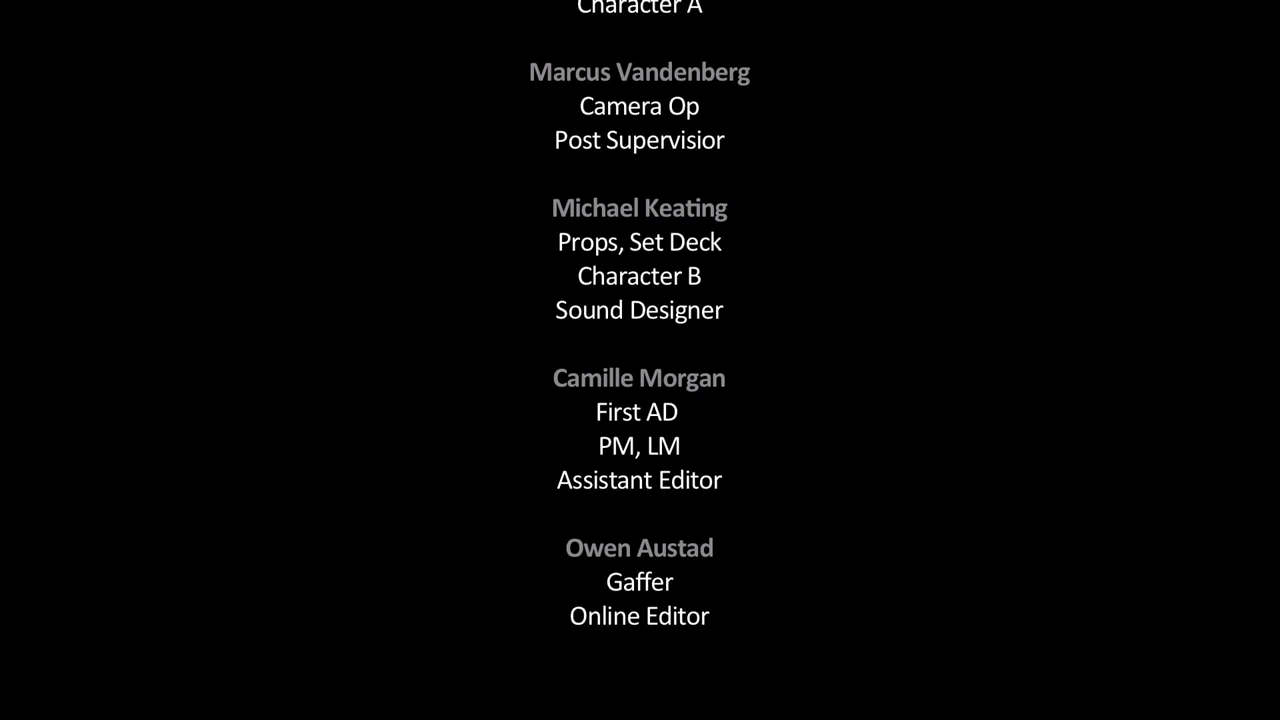 Character A
Marcus Vandenberg
Camera Op
Post Supervisior
Michael Keating
Props, Set Deck
Character B
Sound Designer
Camille Morgan
First AD
PM, LM
Assistant Editor
Owen Austad
Gaffer
Online Editor